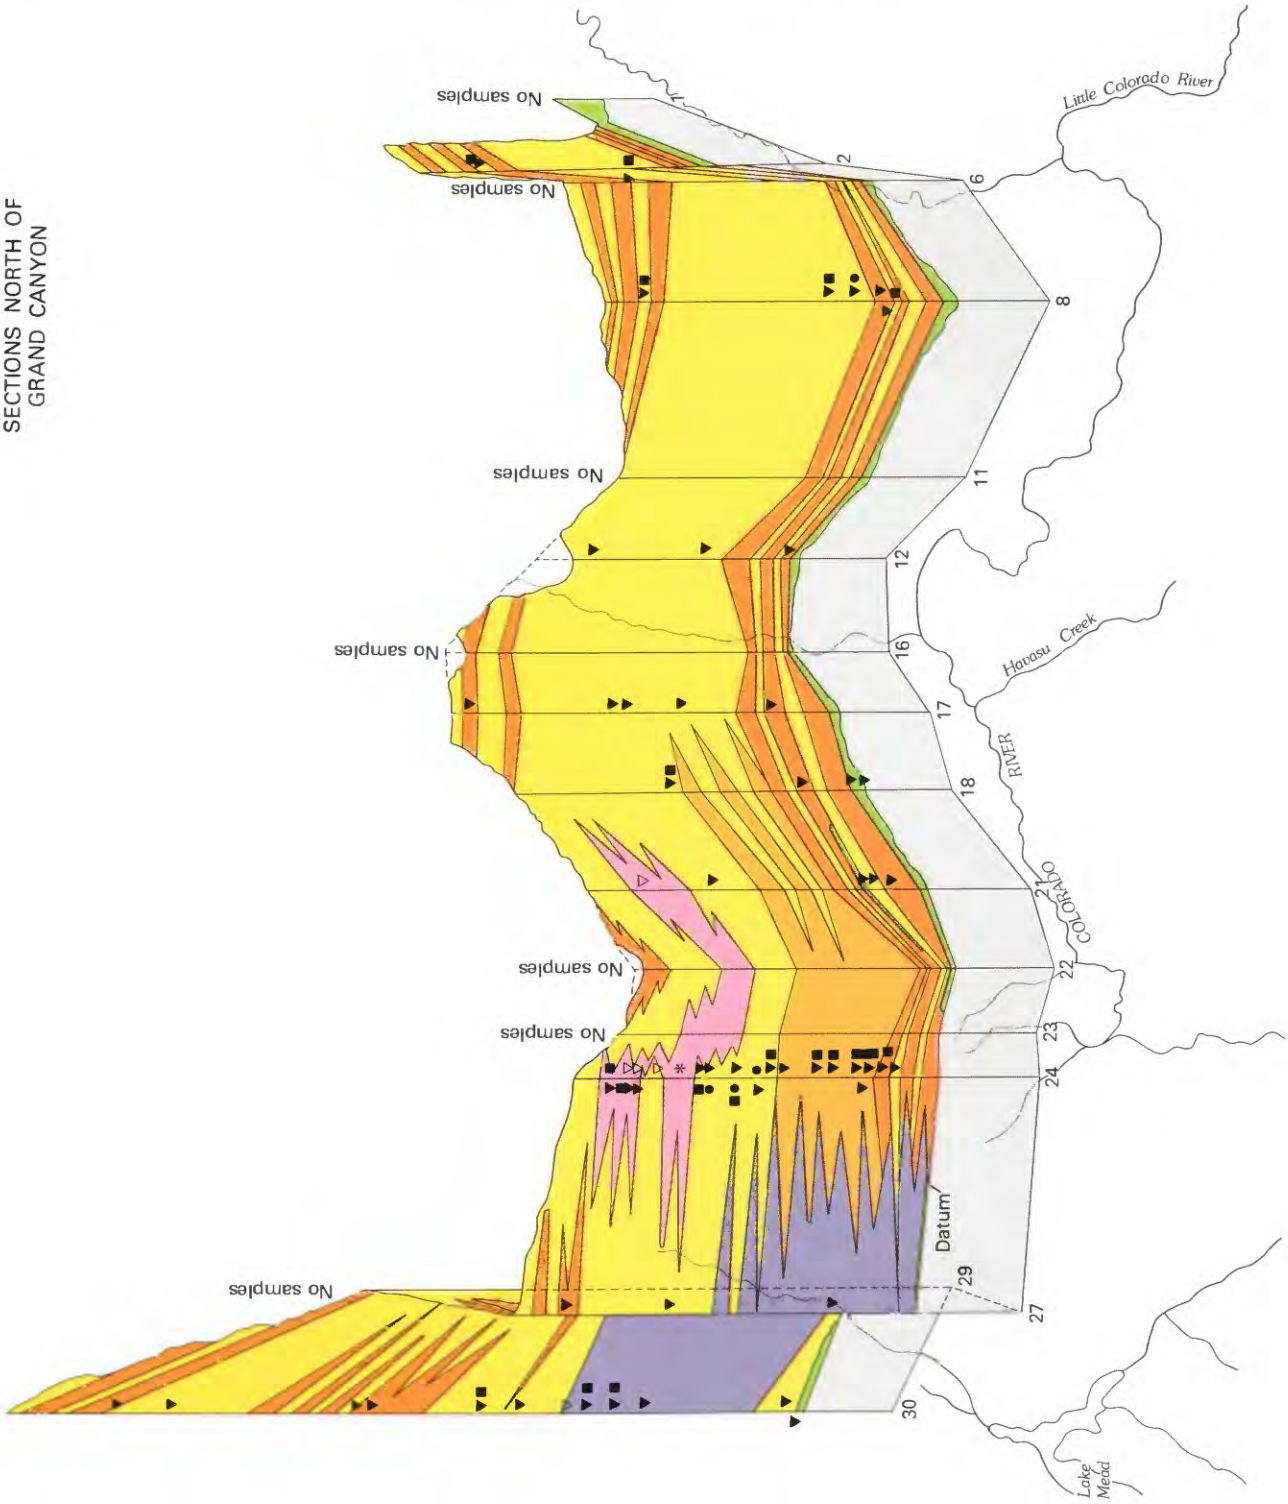 SECTIONS NORTH OF
GRAND CANYON
No samples
Little Colorado River
1
2
No samples
6
8
No samples
11
12
No samples
16
Havasu Creek
17
RIVER
18
COLORADO
21
No samples
22
No samples
23
24
Datum
No samples
29
27
30
Lake
Mead